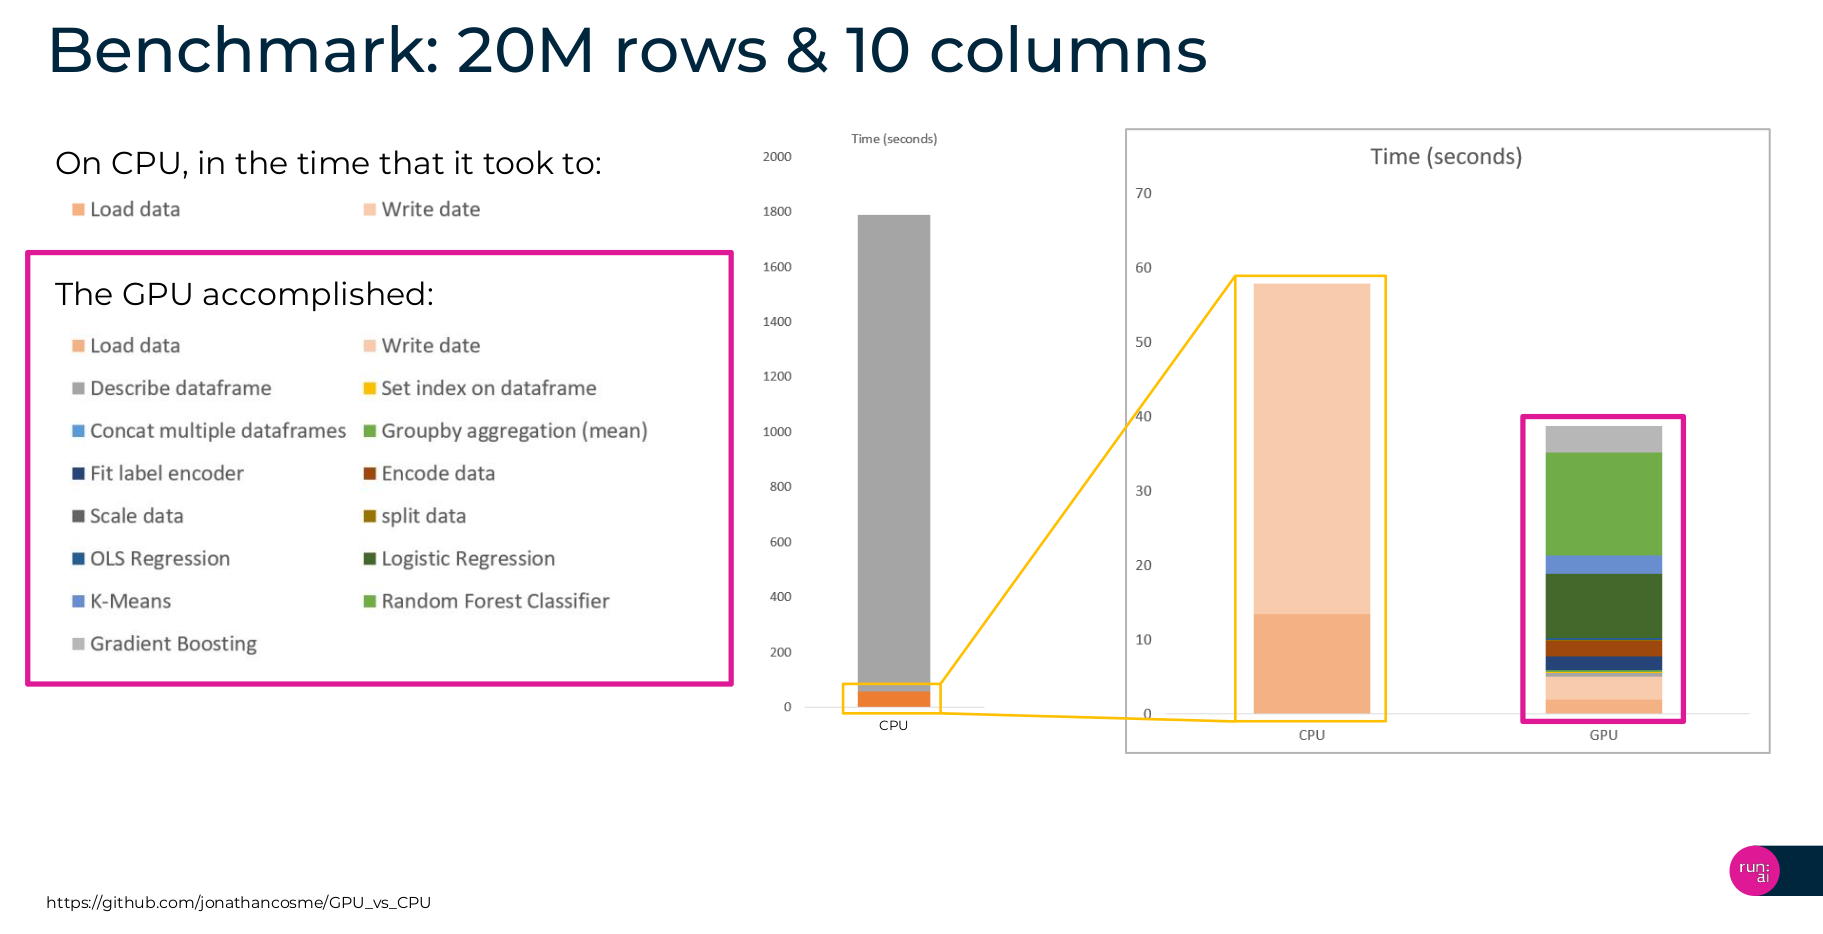 Benchmark: 20M rows & 10 columns
On CPU, in the time that it took to:
Load data
Write date
The GPU accomplished:
Load data
Write date
Describe dataframe
Set index on dataframe
Concat multiple dataframes
Groupby aggregation (mean)
Fit label encoder
Encode data
Scale data
split data
OLS Regression
Logistic Regression
K-Means
Random Forest Classifier
Gradient Boosting
Time (seconds)
2000
1800
1600
1400
1200
1000
800
600
400
200
0
CPU
Time (seconds)
70
60
50
40
30
20
10
0
CPU
GPU
run:
ai
https://github.com/jonathancosme/GPU_vs_CPU